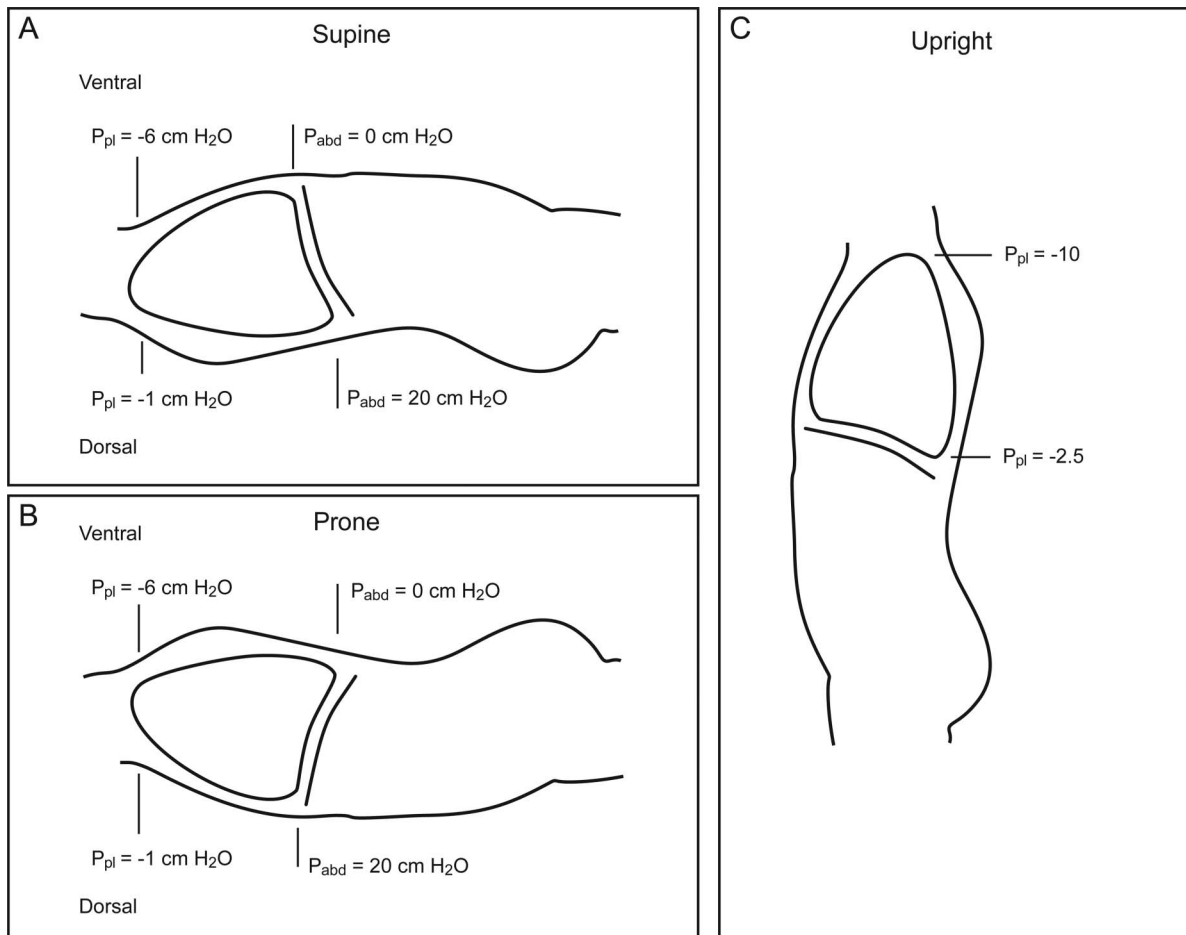 A
Supine
Ventral
Ppl = -6 cm H2O
Pabd = 0 cm H2O
Ppl = -1 cm H2O
Pabd = 20 cm H2O
Dorsal
B
Prone
Ventral
Ppl = -6 cm H2O
Pabd = 0 cm H2O
Ppl = -1 cm H2O
Pabd = 20 cm H2O
Dorsal
C
Upright
Ppl = -10
Ppl = -2.5